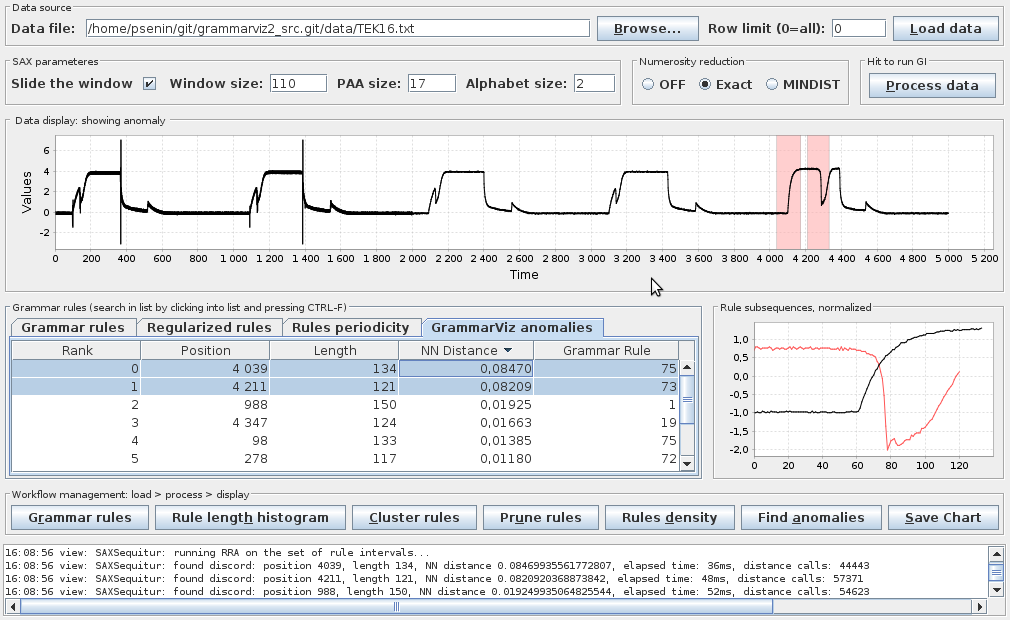 Data source
Data file: /home/psenin/git/grammarviz2_src.git/data/TEK16.txt Browse... Row limit (0=all): 0 Load data
SAX parameteres Numerosity reduction Hit to run GI
Slide the window Window size: 110 PAA size: 17 Alphabet size: 2 OFF Exact MINDIST Process data
Data display: showing anomaly
Values
6
4
2
0
-2
0 200 400 600 800 1 000 1 200 1 400 1 600 1 800 2 000 2 200 2 400 2 600 2 800 3 000 3 200 3 400 3 600 3 800 4 000 4 200 4 400 4 600 4 800 5 000 5 200
Time
Grammar rules (search in list by clicking into list and pressing CTRL-F)
Grammar rules Regularized rules Rules periodicity GrammarViz anomalies
Rank Position Length NN Distance Grammar Rule
0 4 039 134 0,08470 75
1 4 211 121 0,08209 73
2 988 150 0,01925 1
3 4 347 124 0,01663 19
4 98 133 0,01385 75
5 278 117 0,01180 72
Rule subsequences, normalized
1,0
0,5
0,0
-0,5
-1,0
-1,5
-2,0
0 20 40 60 80 100 120
Workflow management: load > process > display
Grammar rules Rule length histogram Cluster rules Prune rules Rules density Find anomalies Save Chart
16:08:56 view: SAXSequitur: running RRA on the set of rule intervals...
16:08:56 view: SAXSequitur: found discord: position 4039, length 134, NN distance 0.08469935561772807, elapsed time: 36ms, distance calls: 44443
16:08:56 view: SAXSequitur: found discord: position 4211, length 121, NN distance 0.0820920368873842, elapsed time: 48ms, distance calls: 57371
16:08:56 view: SAXSequitur: found discord: position 988, length 150, NN distance 0.019249935064825544, elapsed time: 52ms, distance calls: 54623